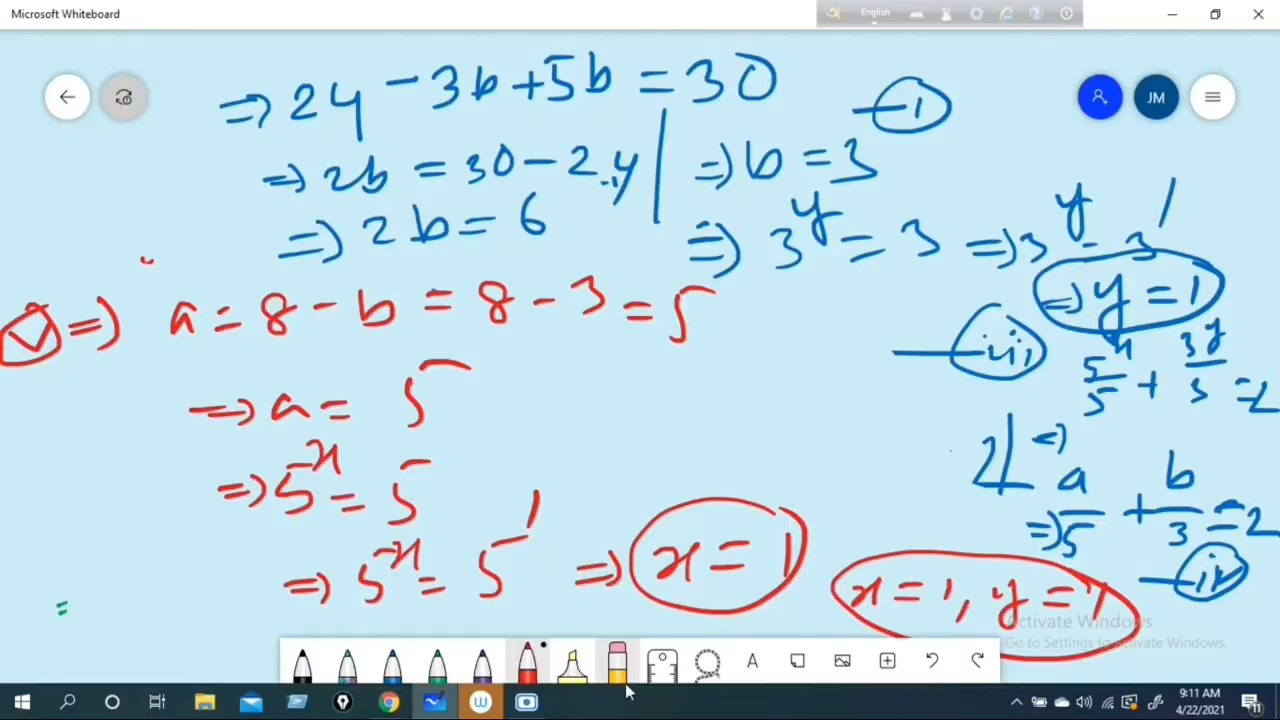 Microsoft Whiteboard
English
JM
⇒ 24 - 3b + 5b = 30 — i
⇒ 2b = 30 - 24 | ⇒ b = 3
⇒ 2b = 6
⇒ 3^y = 3 ⇒ 3^y = 3^1
⇒ y = 1
V ⇒ a = 8 - b = 8 - 3 = 5
— iii
5^x/5 + 3^y/3 = 2
⇒ a = 5
⇒
⇒ a/5 + b/3 = 2
— iv
⇒ 5^x = 5
⇒ 5^x = 5^1 ⇒ x = 1
x = 1, y = 1
=
Activate Windows
Go to Settings to activate Windows.
A
9:11 AM
4/22/2021